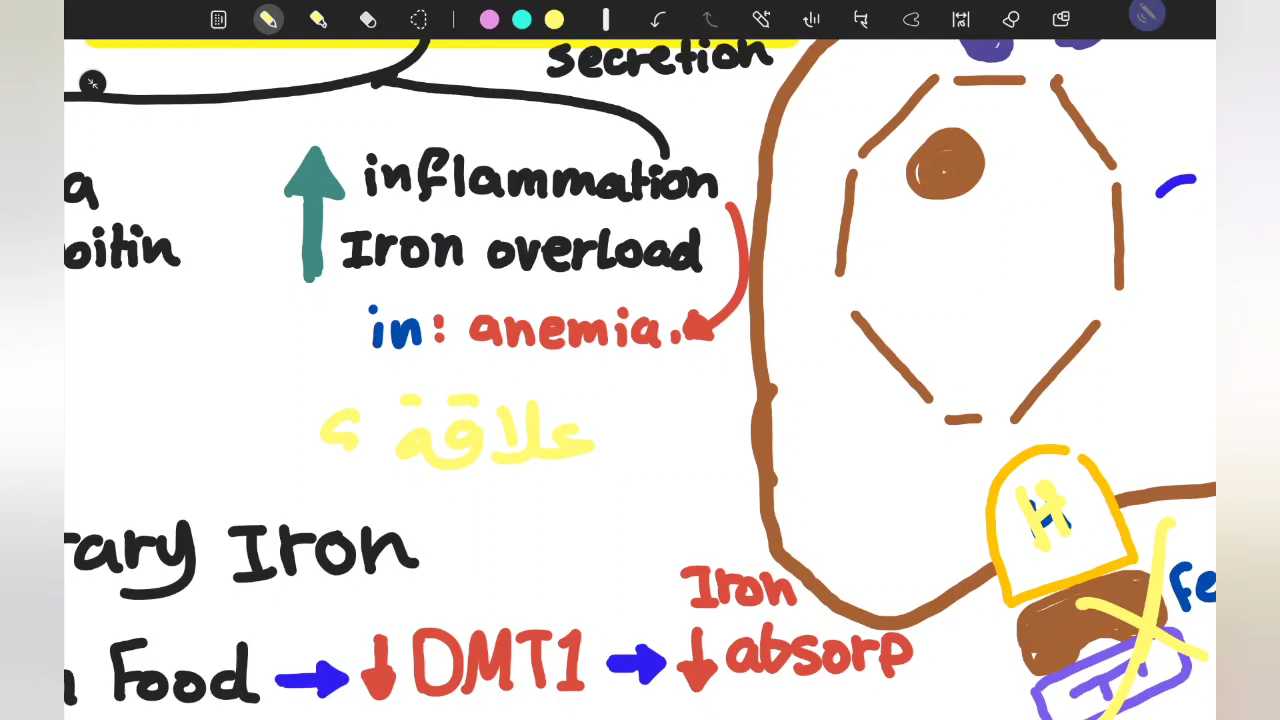 secretion
a
inflammation
oitin
Iron overload
in: anemia.
علاقة ؟
H
rary Iron
Iron
Fe
n Food → ↓ DMT1 → ↓ absorp